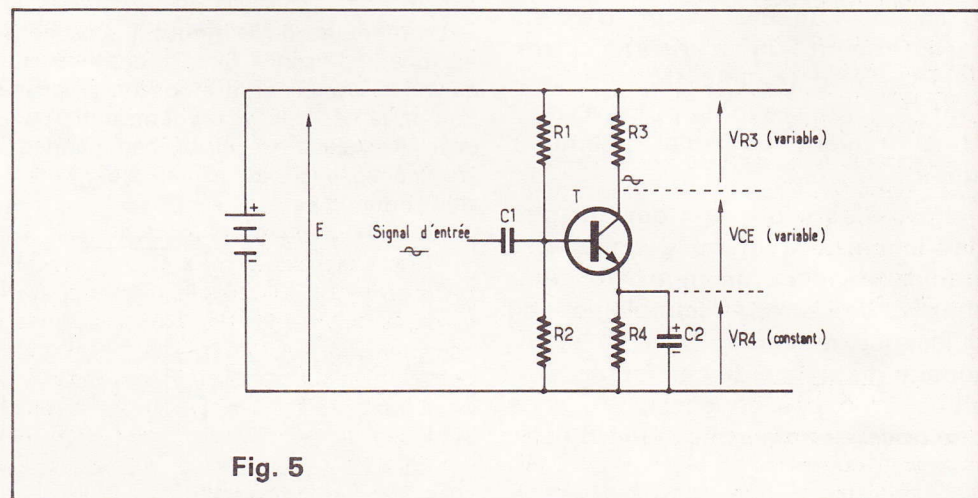 R1
R3
VR3 (variable)
T
C1
+
E
Signal d'entrée
VCE (variable)
-
R2
R4
+
-
C2
VR4 (constant)
Fig. 5